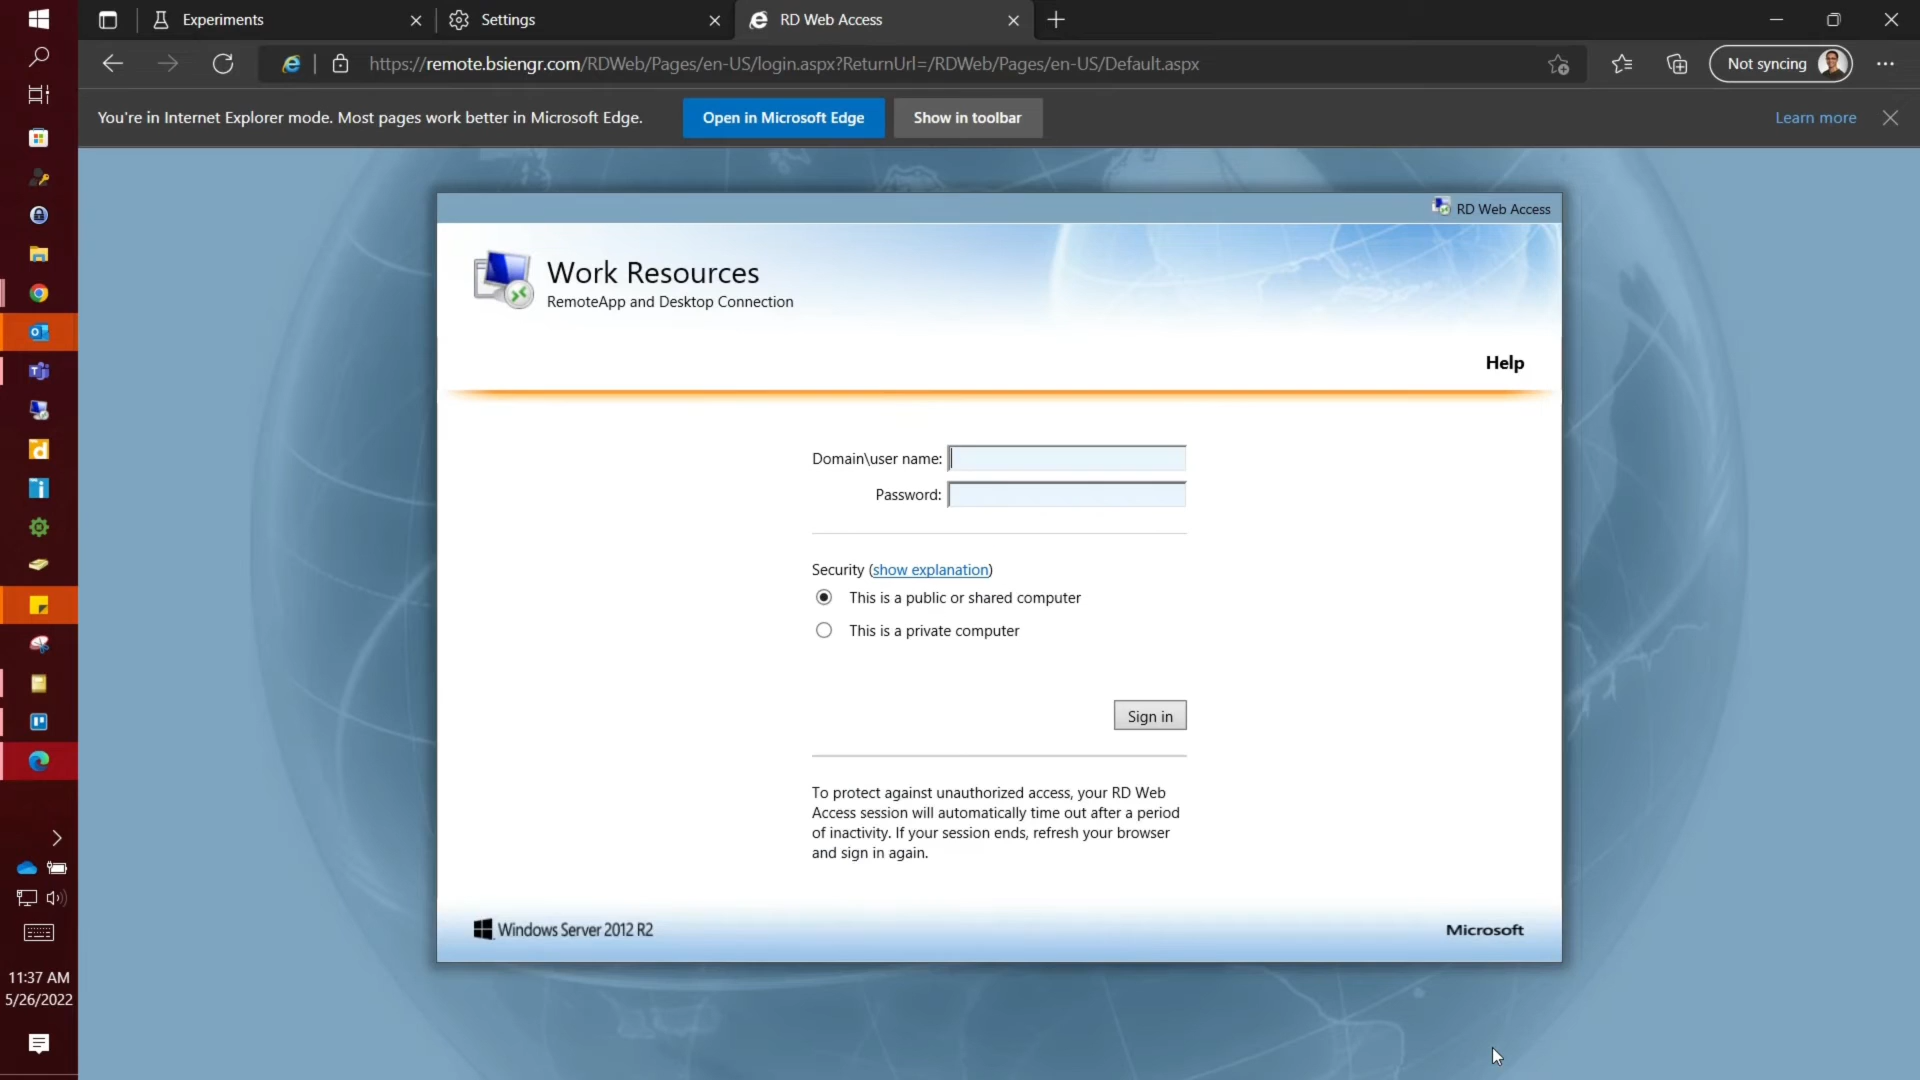 Experiments
Settings
RD Web Access
https://remote.bsiengr.com/RDWeb/Pages/en-US/login.aspx?ReturnUrl=/RDWeb/Pages/en-US/Default.aspx
Not syncing
You're in Internet Explorer mode. Most pages work better in Microsoft Edge.
Open in Microsoft Edge
Show in toolbar
Learn more
RD Web Access
Work Resources
RemoteApp and Desktop Connection
Help
Domain\user name:
Password:
Security (show explanation)
This is a public or shared computer
This is a private computer
Sign in
To protect against unauthorized access, your RD Web
Access session will automatically time out after a period
of inactivity. If your session ends, refresh your browser
and sign in again.
Windows Server 2012 R2
Microsoft
11:37 AM
5/26/2022